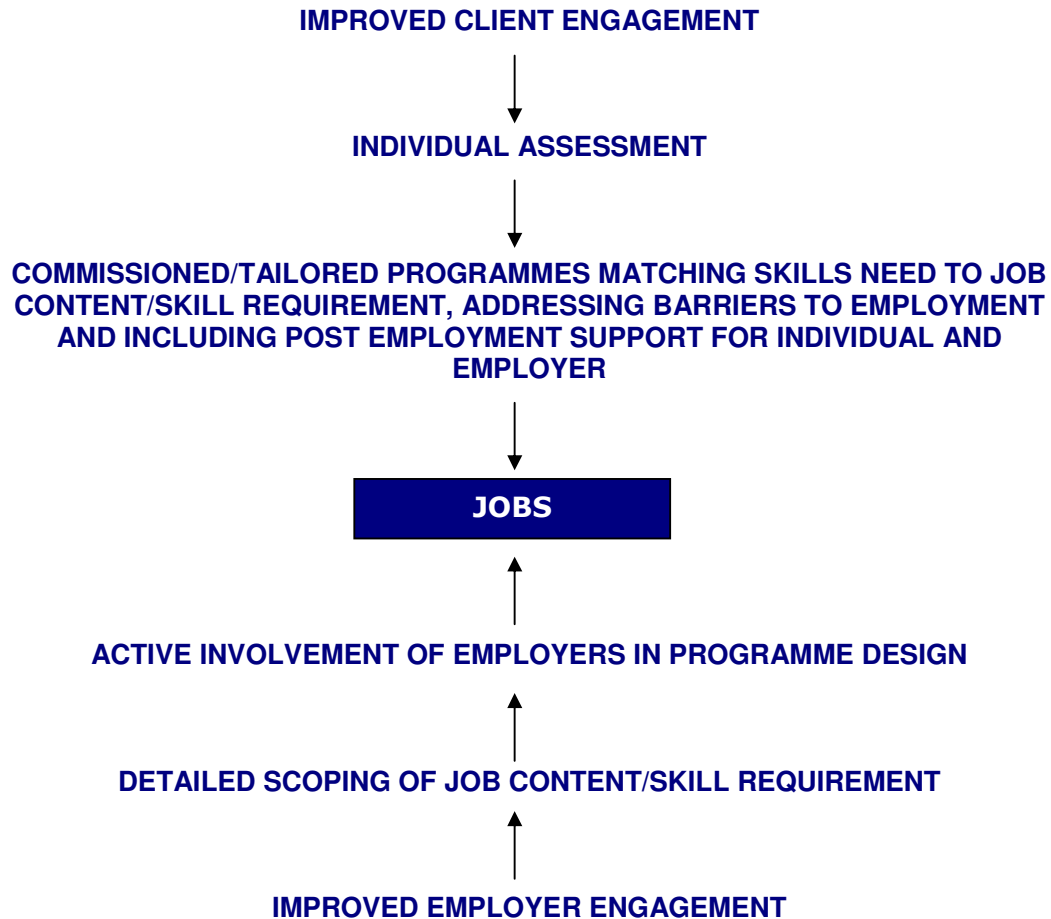 IMPROVED CLIENT ENGAGEMENT
INDIVIDUAL ASSESSMENT
COMMISSIONED/TAILORED PROGRAMMES MATCHING SKILLS NEED TO JOB
CONTENT/SKILL REQUIREMENT, ADDRESSING BARRIERS TO EMPLOYMENT
AND INCLUDING POST EMPLOYMENT SUPPORT FOR INDIVIDUAL AND
EMPLOYER
JOBS
ACTIVE INVOLVEMENT OF EMPLOYERS IN PROGRAMME DESIGN
DETAILED SCOPING OF JOB CONTENT/SKILL REQUIREMENT
IMPROVED EMPLOYER ENGAGEMENT